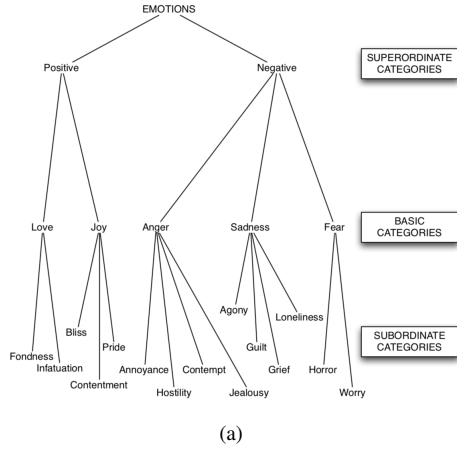 EMOTIONS
Positive
Negative
SUPERORDINATE
CATEGORIES
Love
Joy
Anger
Sadness
Fear
BASIC
CATEGORIES
Fondness
Infatuation
Bliss
Contentment
Pride
Annoyance
Hostility
Contempt
Jealousy
Agony
Guilt
Grief
Loneliness
Horror
Worry
SUBORDINATE
CATEGORIES
(a)